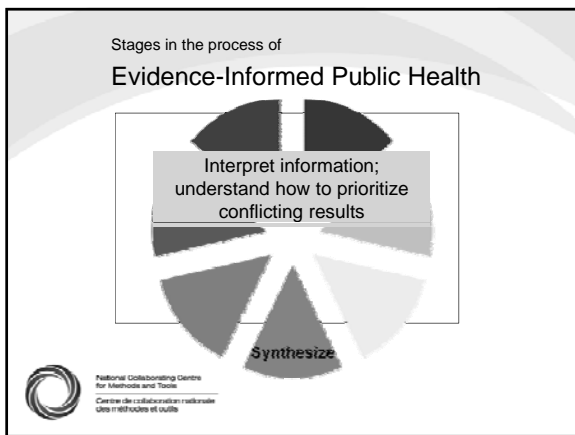 Stages in the process of
Evidence-Informed Public Health
Interpret information;
understand how to prioritize
conflicting results
Synthesize
National Collaborating Centre
for Methods and Tools
Centre de collaboration nationale
des méthodes et outils